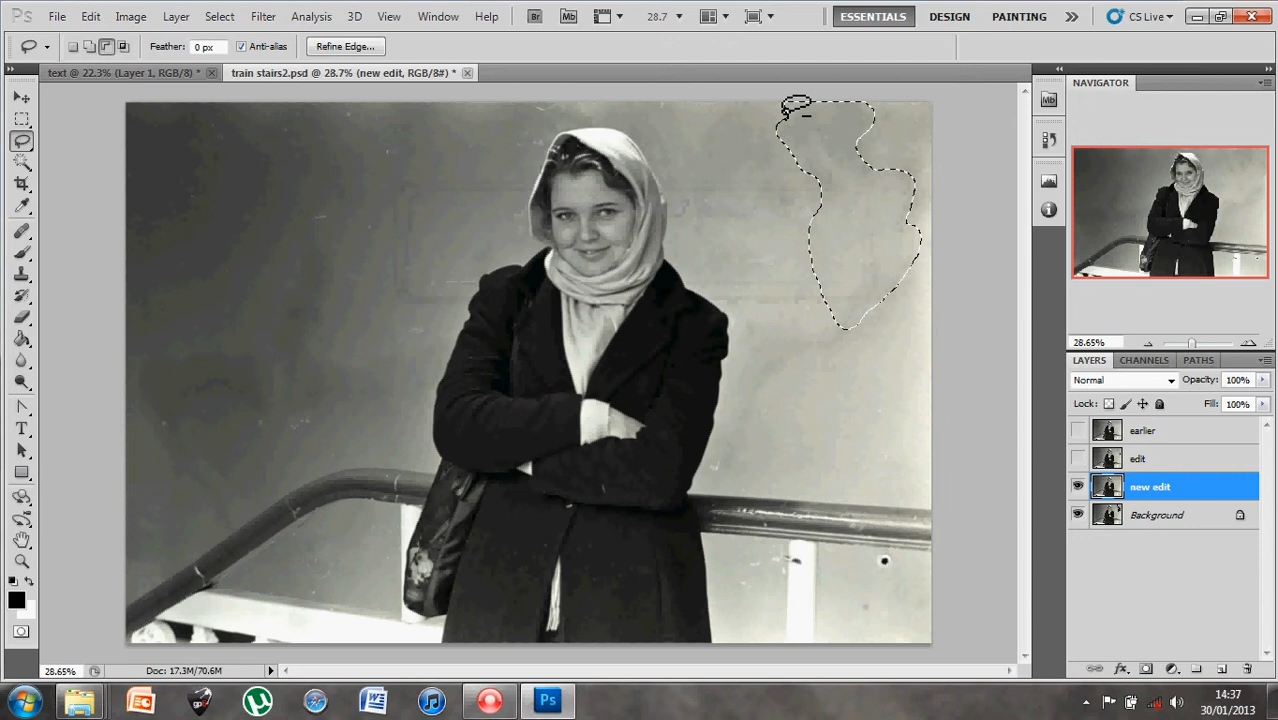 Ps File Edit Image Layer Select Filter Analysis 3D View Window Help Br Mb 28.7 ESSENTIALS DESIGN PAINTING CS Live
Feather: 0 px Anti-alias Refine Edge...
text @ 22.3% (Layer 1, RGB/8) * train stairs2.psd @ 28.7% (new edit, RGB/8#) *
Mb
NAVIGATOR
28.65%
LAYERS CHANNELS PATHS
Normal Opacity: 100%
Lock: Fill: 100%
earlier
edit
new edit
Background
28.65% Doc: 17.3M/70.6M
fx
Ps
14:37
30/01/2013